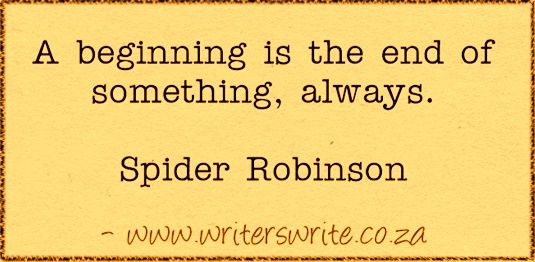 A beginning is the end of
something, always.
Spider Robinson
- www.writerswrite.co.za